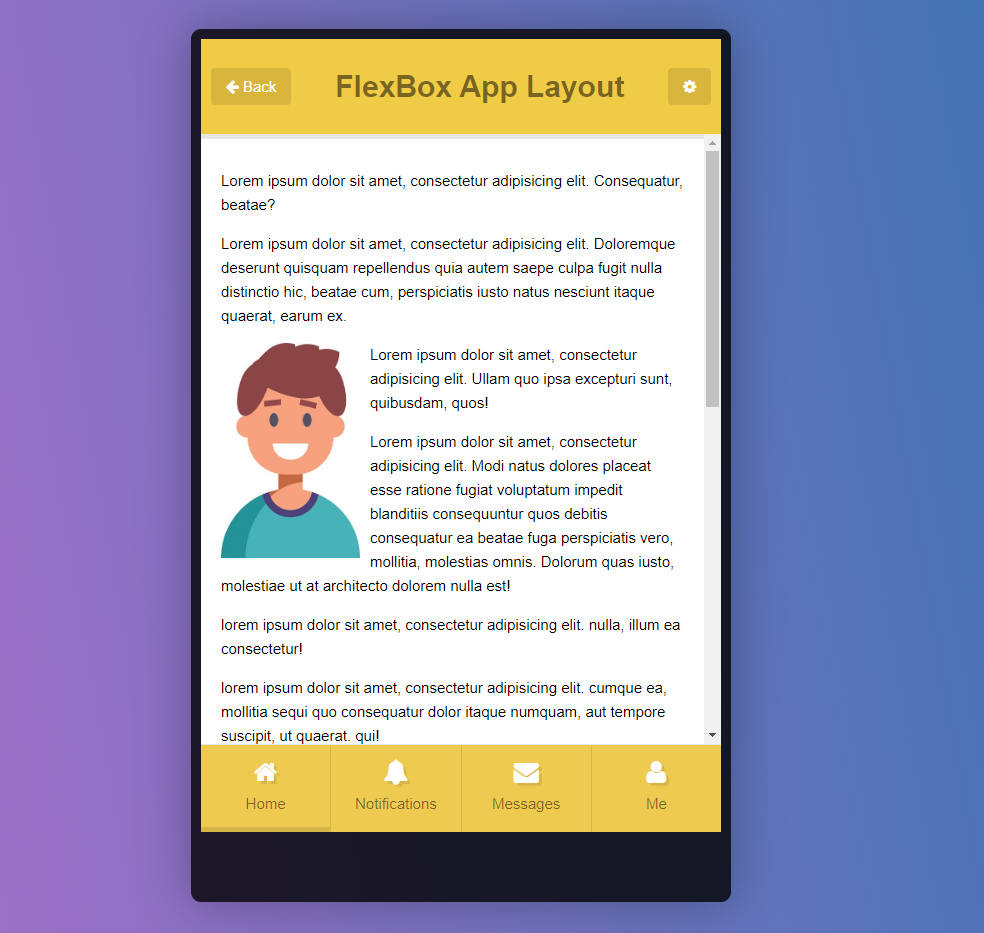 Back
FlexBox App Layout
Lorem ipsum dolor sit amet, consectetur adipisicing elit. Consequatur,
beatae?
Lorem ipsum dolor sit amet, consectetur adipisicing elit. Doloremque
deserunt quisquam repellendus quia autem saepe culpa fugit nulla
distinctio hic, beatae cum, perspiciatis iusto natus nesciunt itaque
quaerat, earum ex.
Lorem ipsum dolor sit amet, consectetur
adipisicing elit. Ullam quo ipsa excepturi sunt,
quibusdam, quos!
Lorem ipsum dolor sit amet, consectetur
adipisicing elit. Modi natus dolores placeat
esse ratione fugiat voluptatum impedit
blanditiis consequuntur quos debitis
consequatur ea beatae fuga perspiciatis vero,
mollitia, molestias omnis. Dolorum quas iusto,
molestiae ut at architecto dolorem nulla est!
lorem ipsum dolor sit amet, consectetur adipisicing elit. nulla, illum ea
consectetur!
lorem ipsum dolor sit amet, consectetur adipisicing elit. cumque ea,
mollitia sequi quo consequatur dolor itaque numquam, aut tempore
suscipit, ut quaerat. qui!
Home
Notifications
Messages
Me